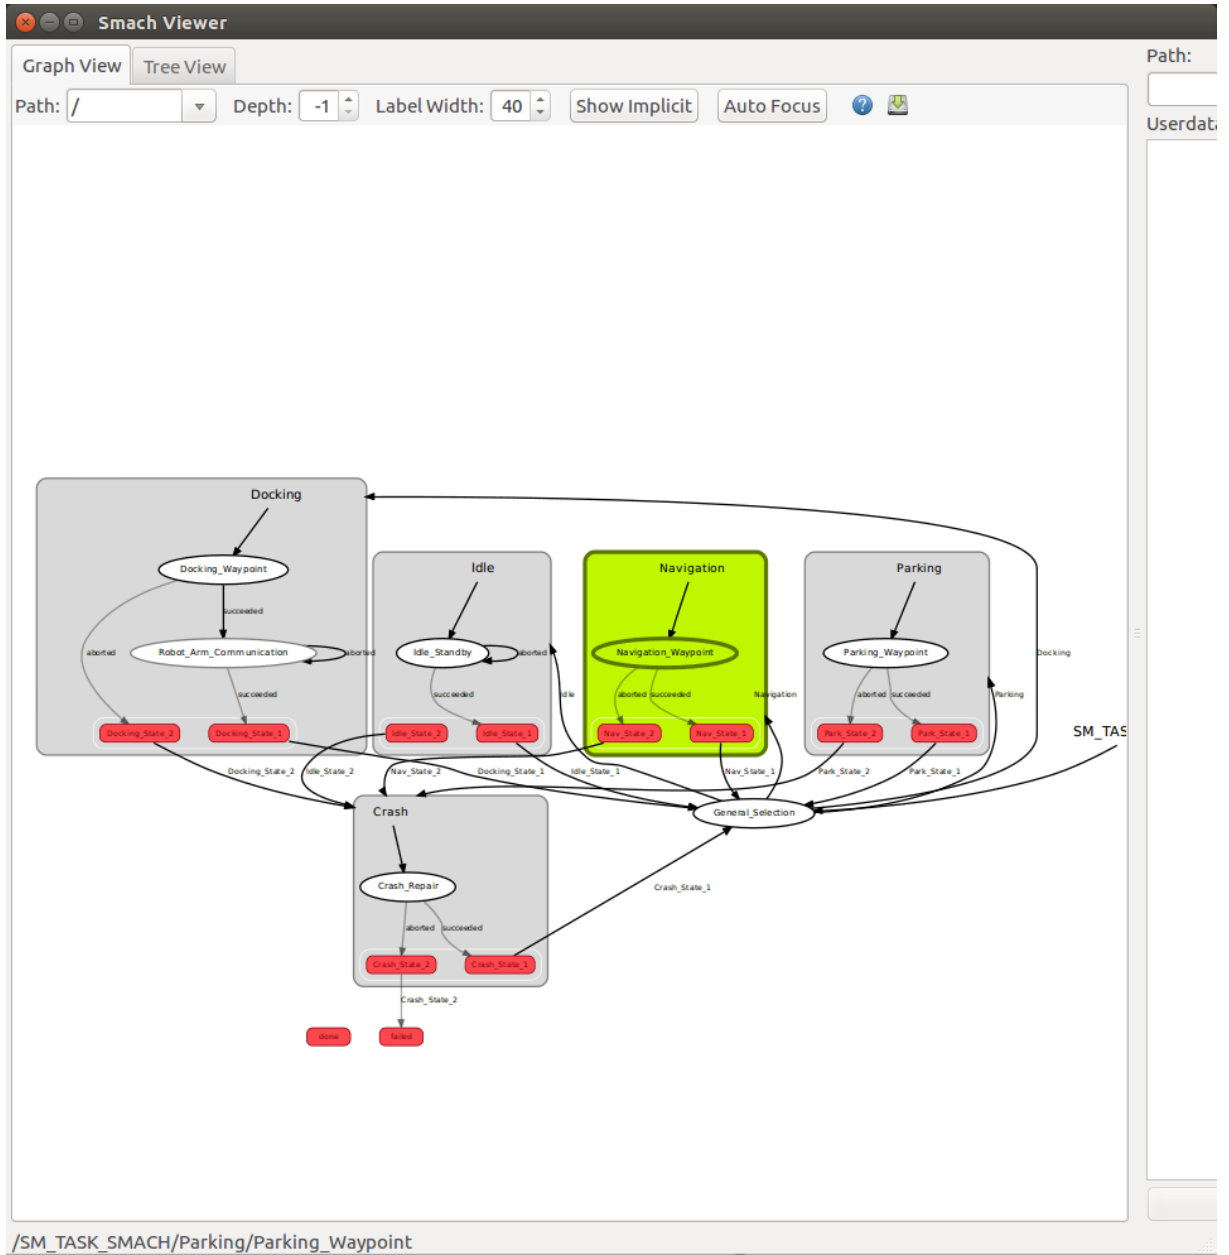 Smach Viewer
Graph View Tree View
Path: / Depth: -1 Label Width: 40 Show Implicit Auto Focus
Path:
Userdata
Docking
Docking_Waypoint
succeeded
aborted
Robot_Arm_Communication
aborted
succeeded
Docking_State_2
Docking_State_1
Idle
Idle_Standby
aborted
succeeded
Idle_State_2
Idle_State_1
Idle
Navigation
Navigation_Waypoint
aborted
succeeded
Nav_State_2
Nav_State_1
Navigation
Parking
Parking_Waypoint
aborted
succeeded
Park_State_2
Park_State_1
Parking
Docking
SM_TAS
Docking_State_2
Idle_State_2
Nav_State_2
Docking_State_1
Idle_State_1
Nav_State_1
Park_State_2
Park_State_1
Crash
General_Selection
Crash_Repair
Crash_State_1
aborted
succeeded
Crash_State_2
Crash_State_1
Crash_State_2
done
failed
/SM_TASK_SMACH/Parking/Parking_Waypoint